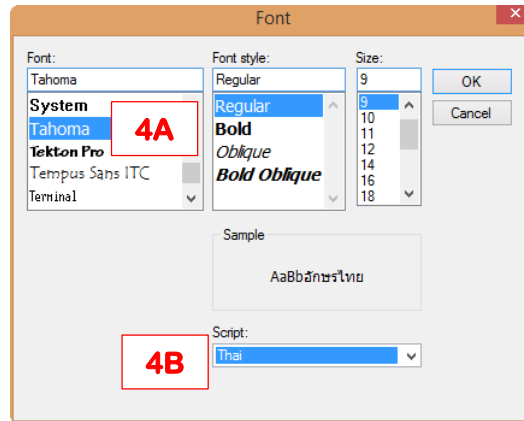 Font
Font:
Font style:
Size:
Tahoma
Regular
9
OK
Cancel
System
Tahoma
Tekton Pro
Tempus Sans ITC
Terminal
4A
Regular
Bold
Oblique
Bold Oblique
9
10
11
12
14
16
18
Sample
AaBbอักษรไทย
Script:
Thai
4B